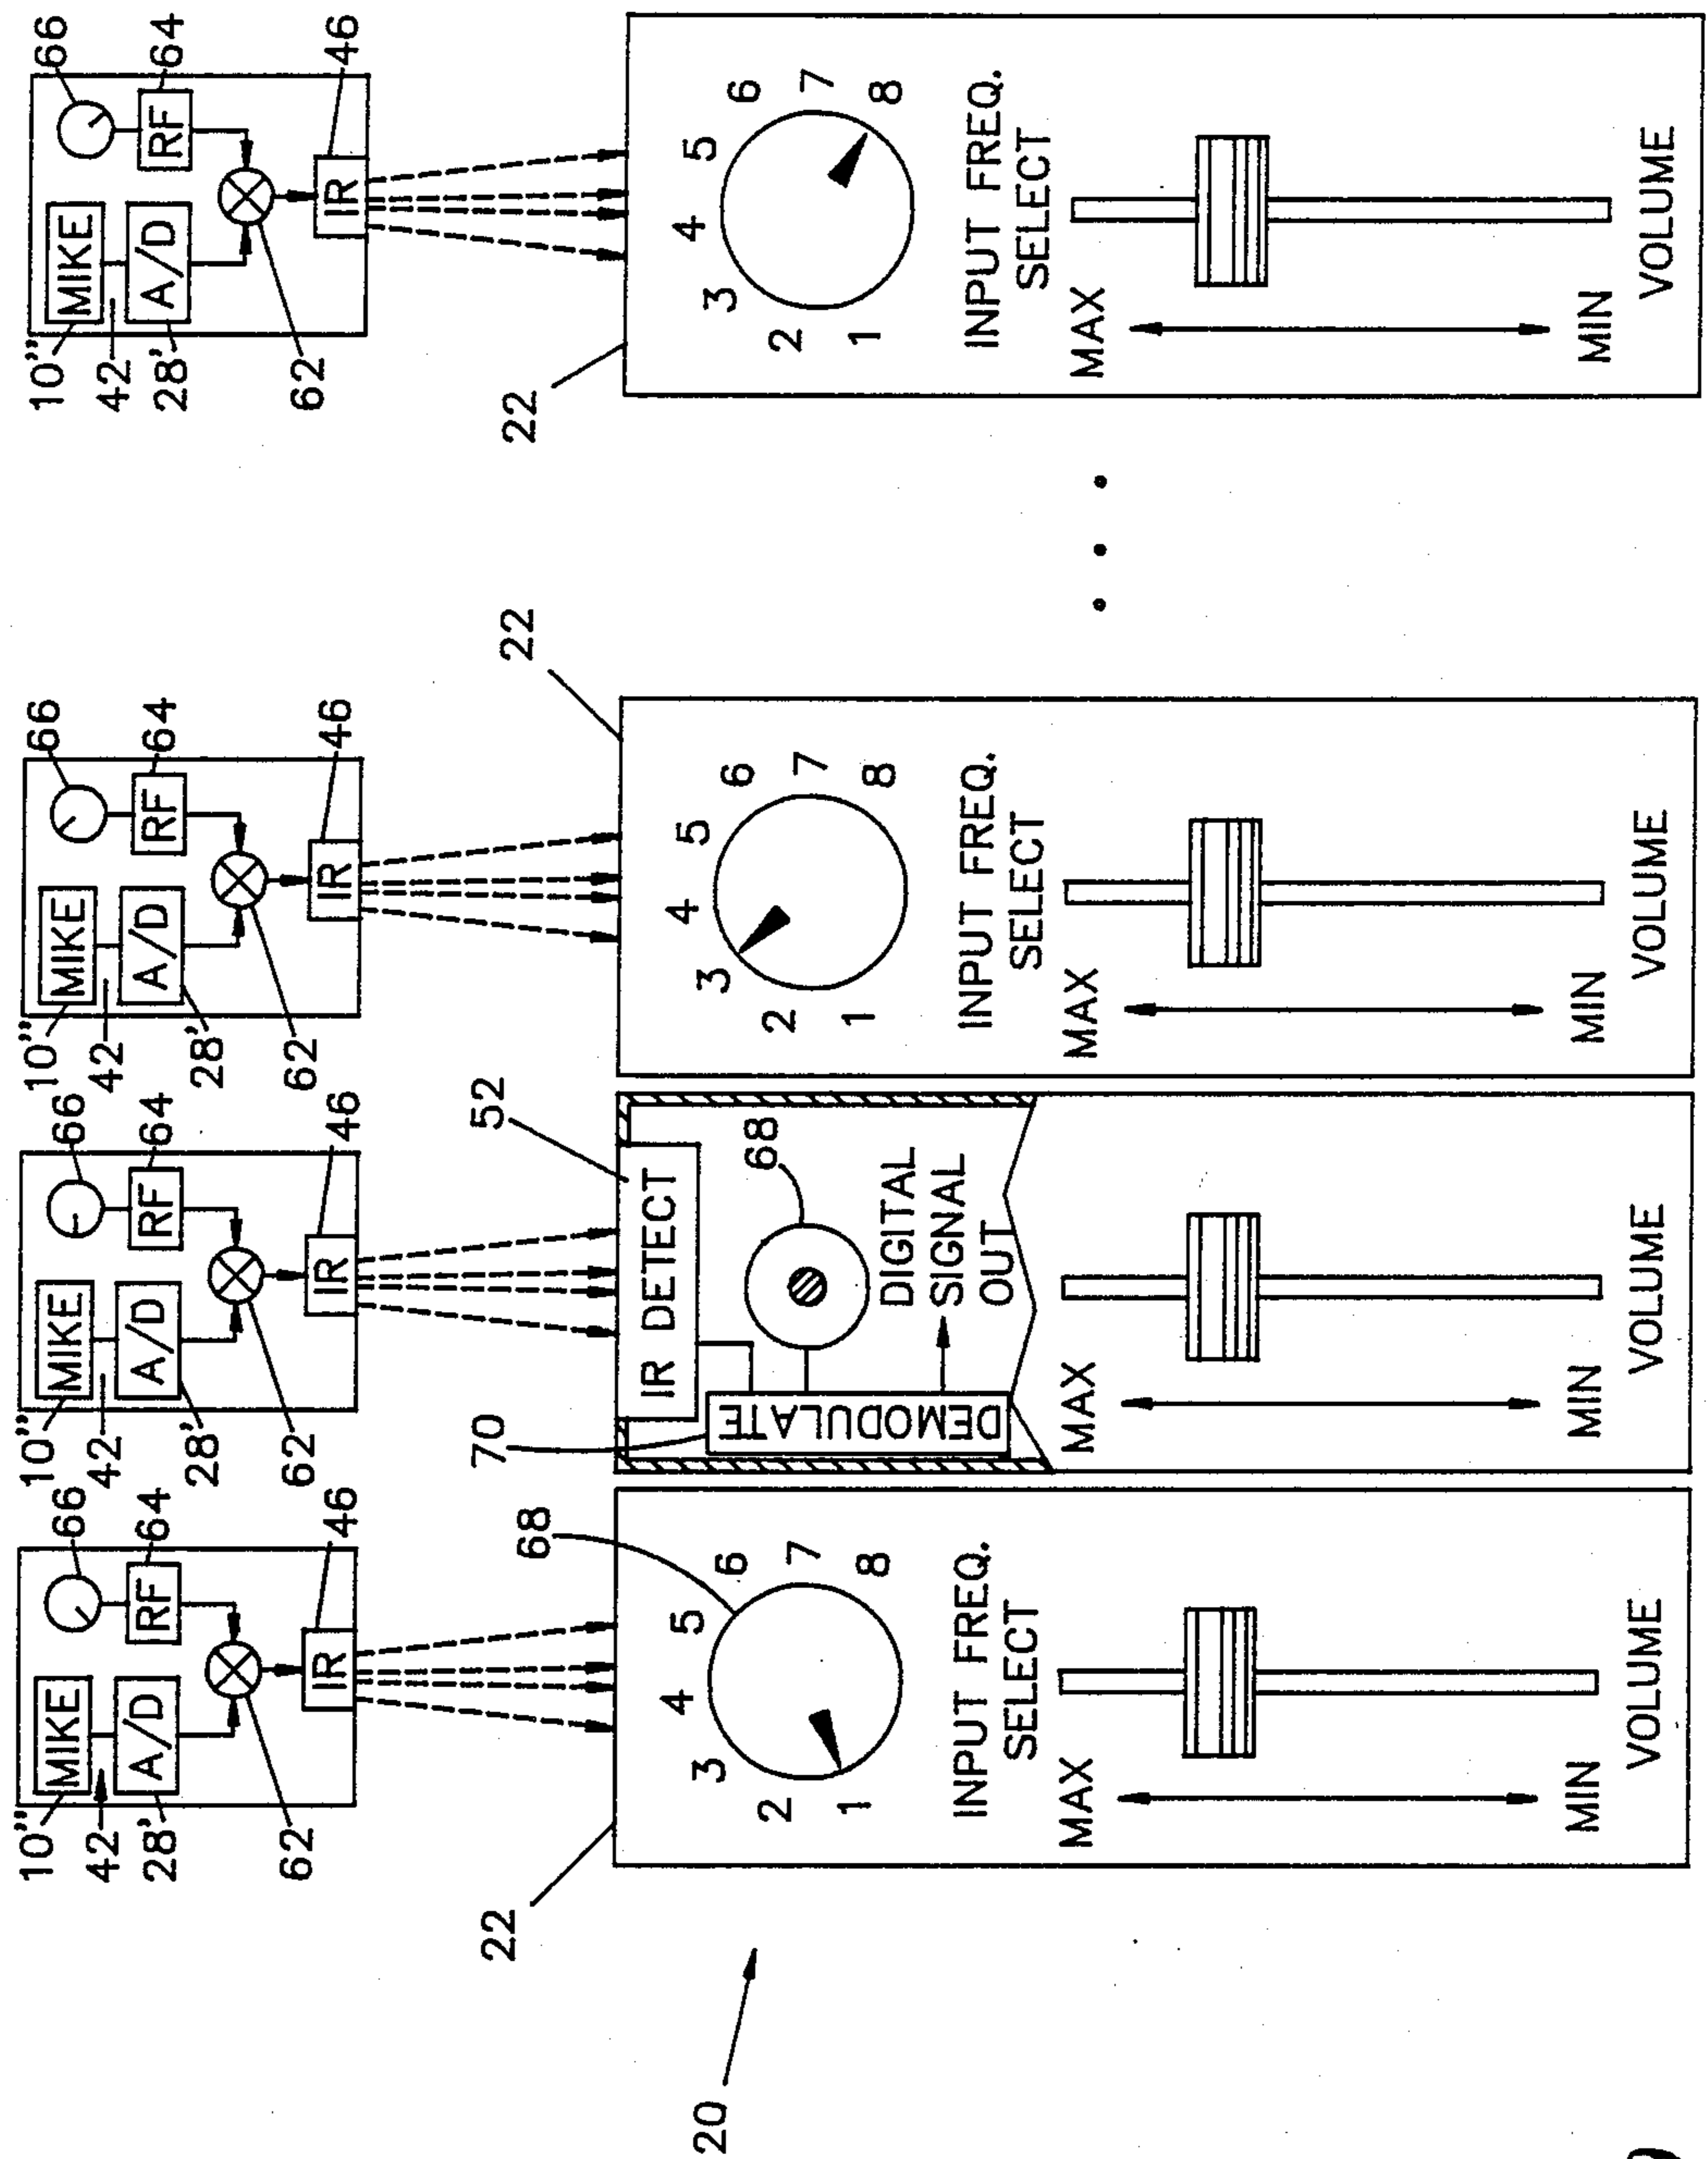 10"
MIKE
66
42
A/D
RF
64
28'
62
IR
46
22
68
1 2 3 4 5 6 7 8
INPUT FREQ.
SELECT
MAX
MIN
VOLUME
20
10"
MIKE
66
42
A/D
RF
64
28'
62
IR
46
70
52
IR DETECT
68
DEMODULATE
DIGITAL
SIGNAL
OUT
MAX
MIN
VOLUME
10"
MIKE
66
42
A/D
RF
64
28'
62
IR
46
22
1 2 3 4 5 6 7 8
INPUT FREQ.
SELECT
MAX
MIN
VOLUME
10"
MIKE
66
42
A/D
RF
64
28'
62
IR
46
22
1 2 3 4 5 6 7 8
INPUT FREQ.
SELECT
MAX
MIN
VOLUME